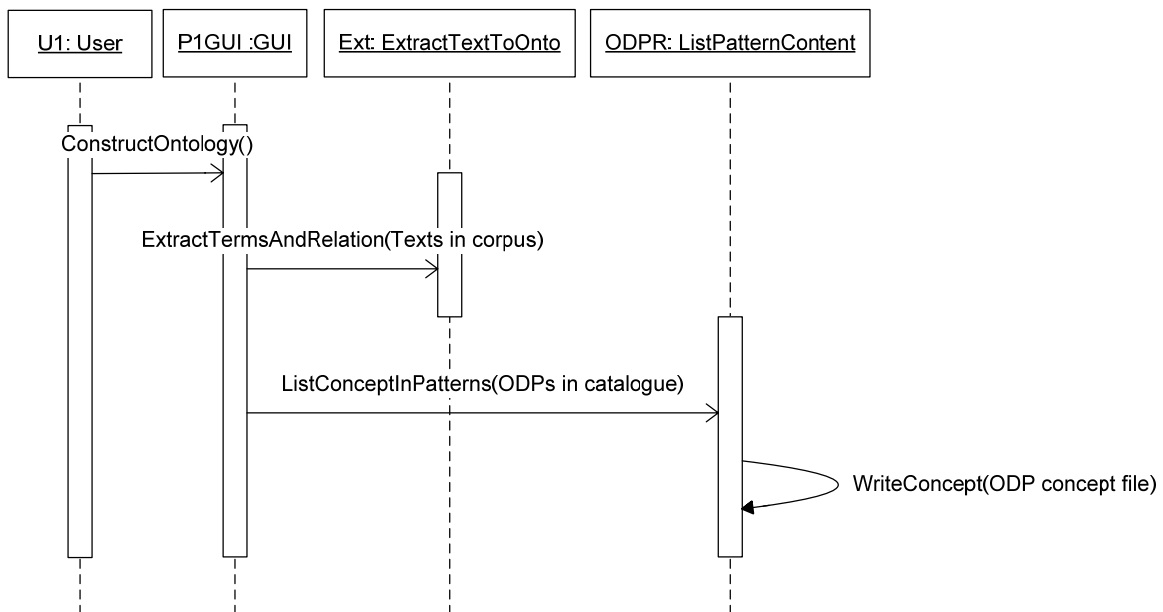 U1: User
P1GUI :GUI
Ext: ExtractTextToOnto
ODPR: ListPatternContent
ConstructOntology()
ExtractTermsAndRelation(Texts in corpus)
ListConceptInPatterns(ODPs in catalogue)
WriteConcept(ODP concept file)